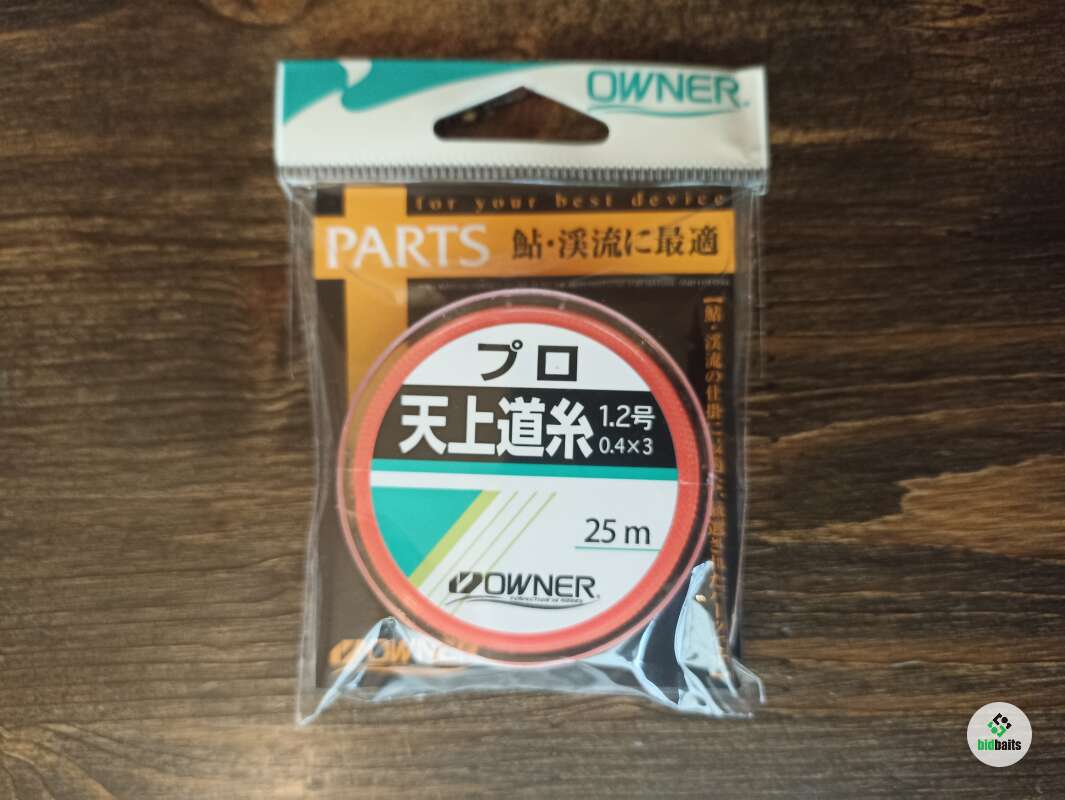 OWNER
for your best device
PARTS 鮎・渓流に最適
プロ
天上道糸 1.2号
0.4×3
25 m
OWNER
OWNER
bidbaits